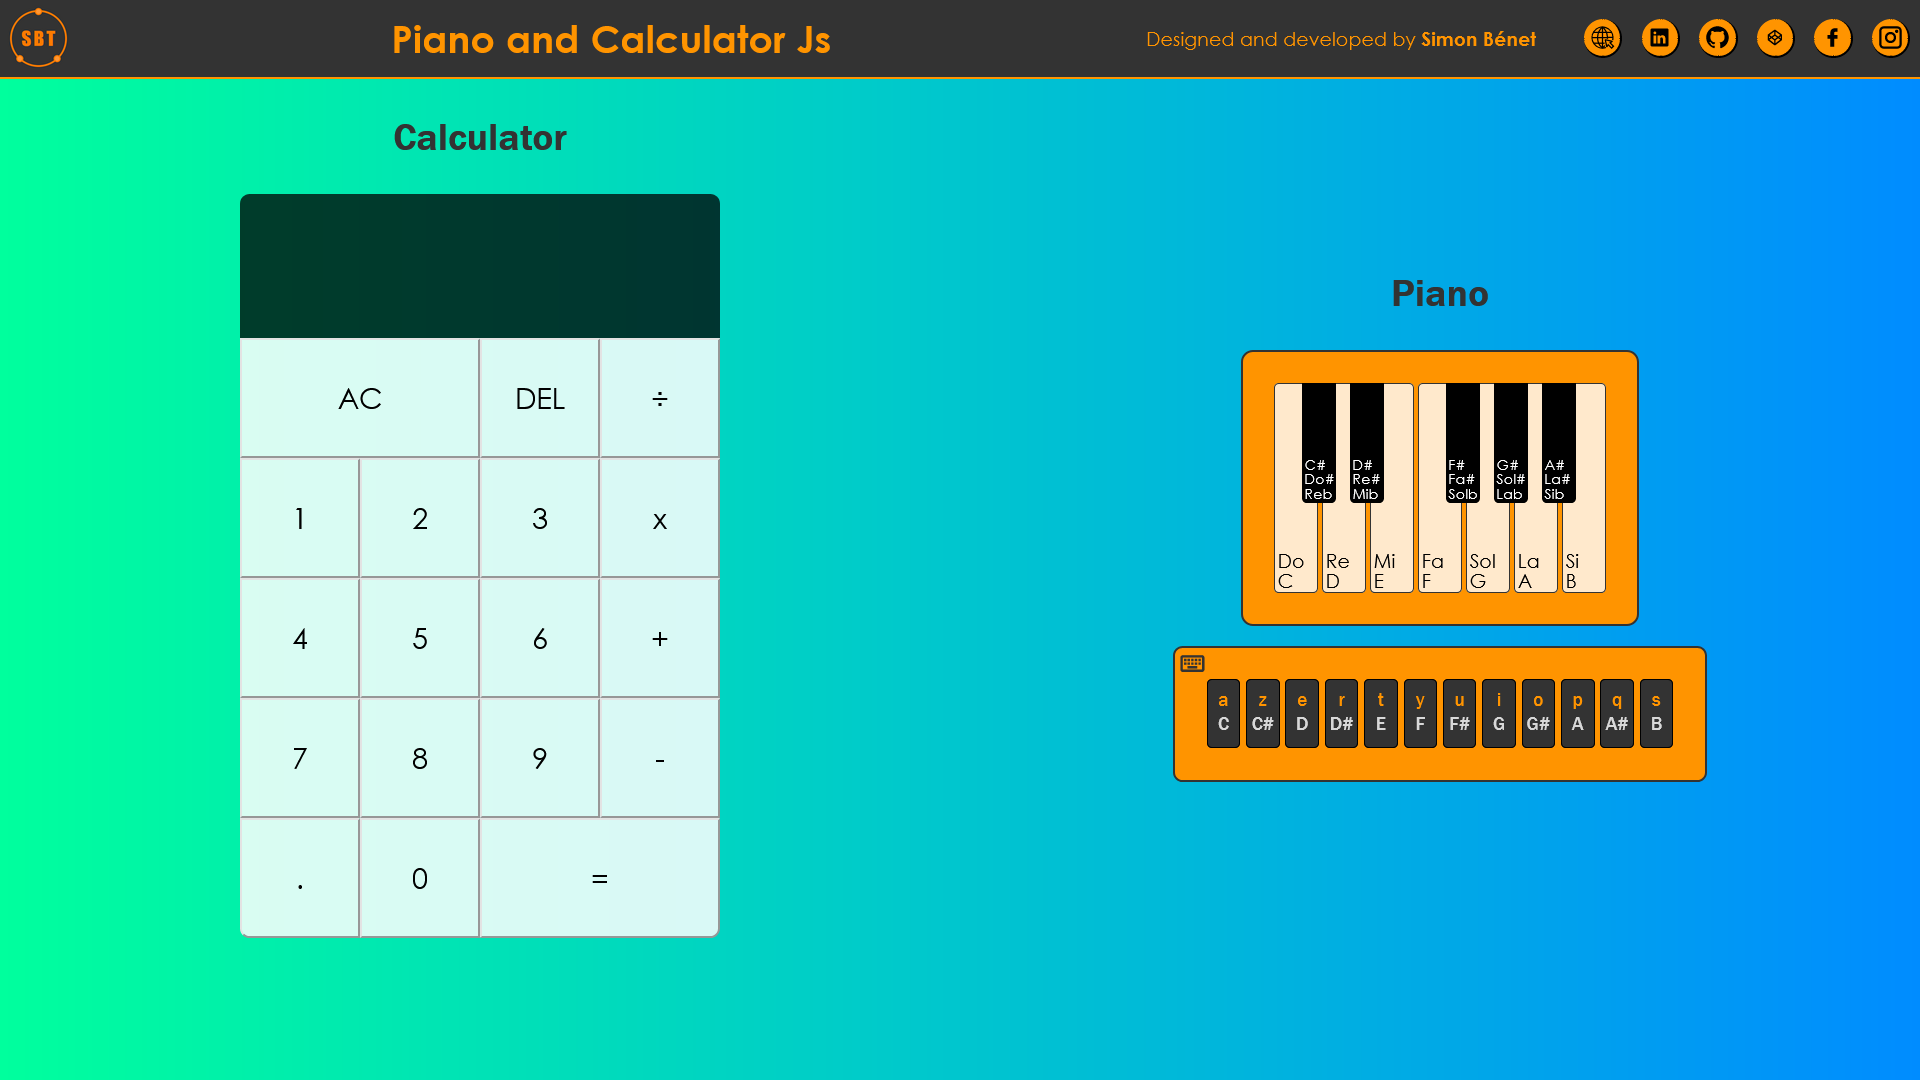 SBT
Piano and Calculator Js
Designed and developed by Simon Bénet
Calculator
AC DEL ÷
1 2 3 x
4 5 6 +
7 8 9 -
. 0 =
Piano
C# D# F# G# A#
Do# Re# Fa# Sol# La#
Reb Mib Solb Lab Sib
Do Re Mi Fa Sol La Si
C D E F G A B
a z e r t y u i o p q s
C C# D D# E F F# G G# A A# B